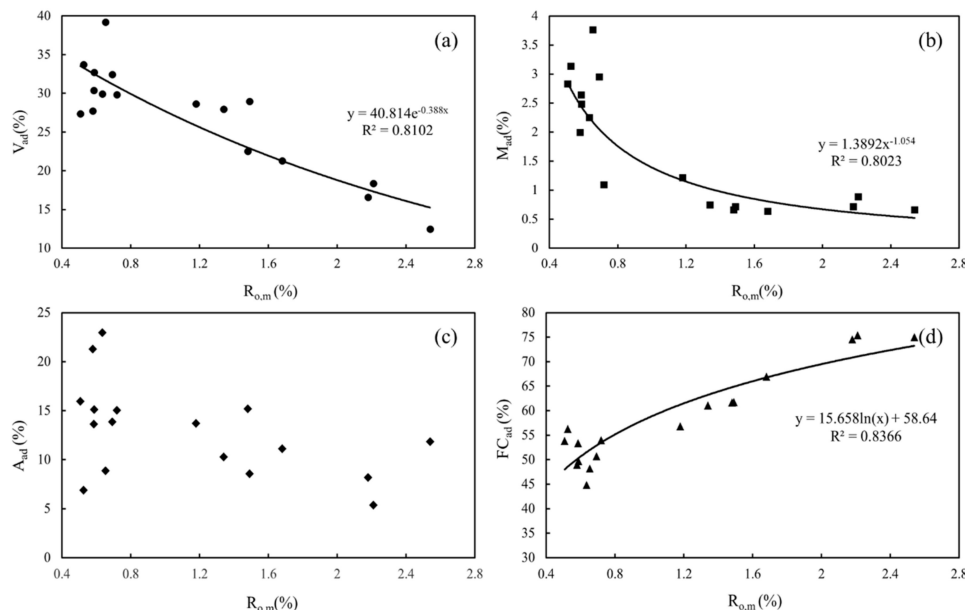 40
35
30
25
20
15
10
V_ad(%)
(a)
y = 40.814e^-0.388x
R² = 0.8102
0.4 0.8 1.2 1.6 2 2.4 2.8
R_o,m(%)
4
3.5
3
2.5
2
1.5
1
0.5
0
M_ad(%)
(b)
y = 1.3892x^-1.054
R² = 0.8023
0.4 0.8 1.2 1.6 2 2.4 2.8
R_o,m(%)
25
20
15
10
5
0
A_ad(%)
(c)
0.4 0.8 1.2 1.6 2 2.4 2.8
R_o,m(%)
80
75
70
65
60
55
50
45
40
35
30
FC_ad(%)
(d)
y = 15.658ln(x) + 58.64
R² = 0.8366
0.4 0.8 1.2 1.6 2 2.4 2.8
R_o,m(%)